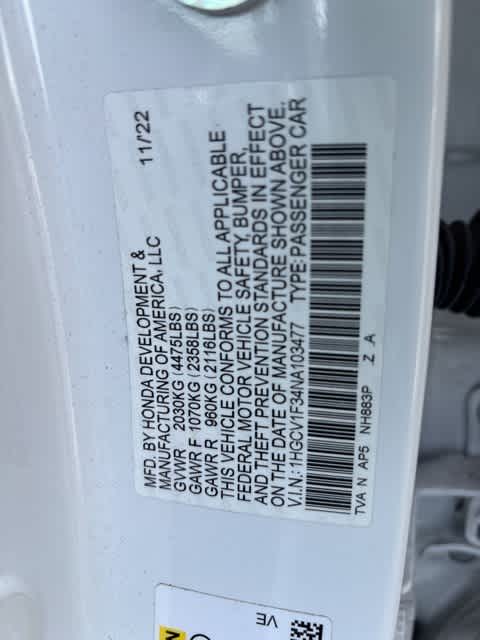 MFD. BY HONDA DEVELOPMENT & 11/22
MANUFACTURING OF AMERICA, LLC
GVWR 2030KG (4475LBS)
GAWR F 1070KG (2358LBS)
GAWR R 960KG (2116LBS)
THIS VEHICLE CONFORMS TO ALL APPLICABLE
FEDERAL MOTOR VEHICLE SAFETY, BUMPER,
AND THEFT PREVENTION STANDARDS IN EFFECT
ON THE DATE OF MANUFACTURE SHOWN ABOVE.
V.I.N.: 1HGCV1F34NA103477 TYPE: PASSENGER CAR
TVA N AP5 NH883P Z A
VE